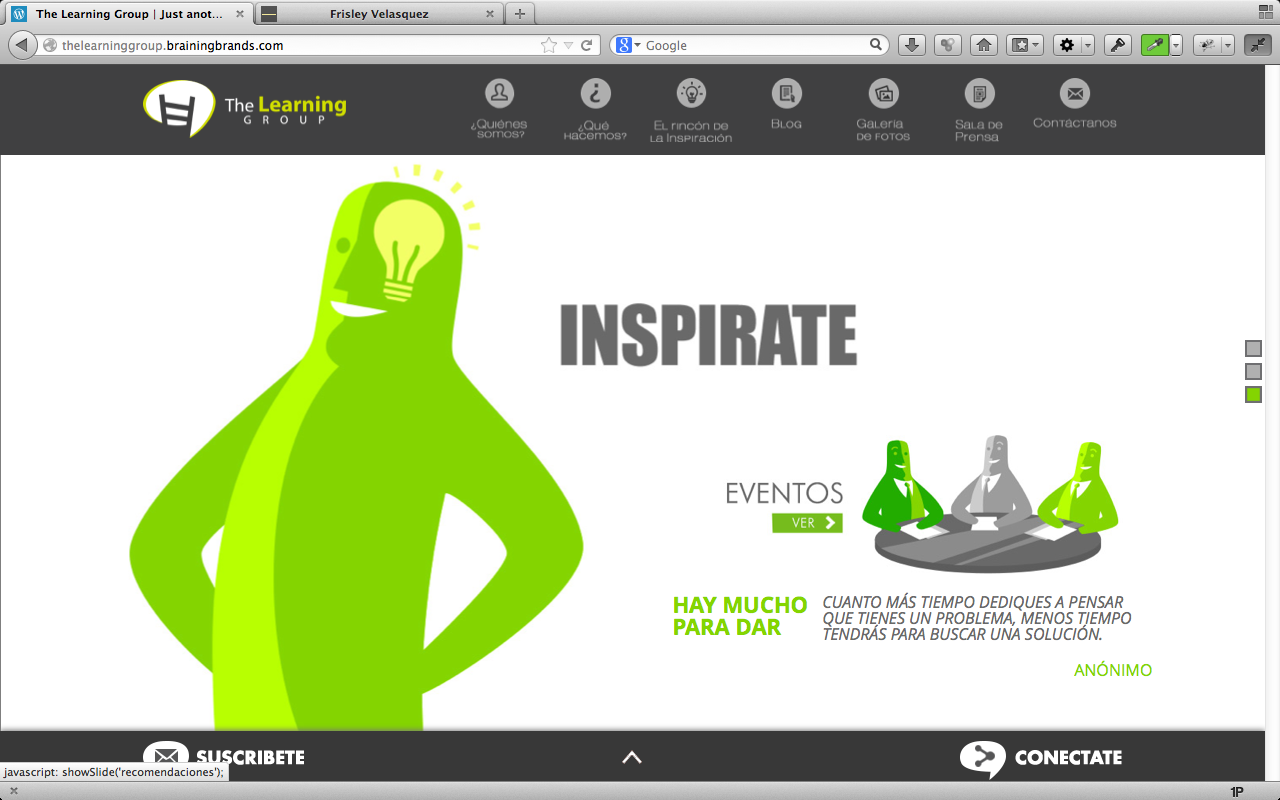 The Learning Group | Just anot...
Frisley Velasquez
thelearninggroup.brainingbrands.com
Google
The Learning
GROUP
¿Quiénes
somos?
¿Qué
hacemos?
El rincón de
la Inspiración
Blog
Galería
de fotos
Sala de
Prensa
Contáctanos
INSPIRATE
EVENTOS
VER
HAY MUCHO
PARA DAR
CUANTO MÁS TIEMPO DEDIQUES A PENSAR
QUE TIENES UN PROBLEMA, MENOS TIEMPO
TENDRÁS PARA BUSCAR UNA SOLUCIÓN.
ANÓNIMO
SUSCRIBETE
CONECTATE
javascript: showSlide('recomendaciones');
1P